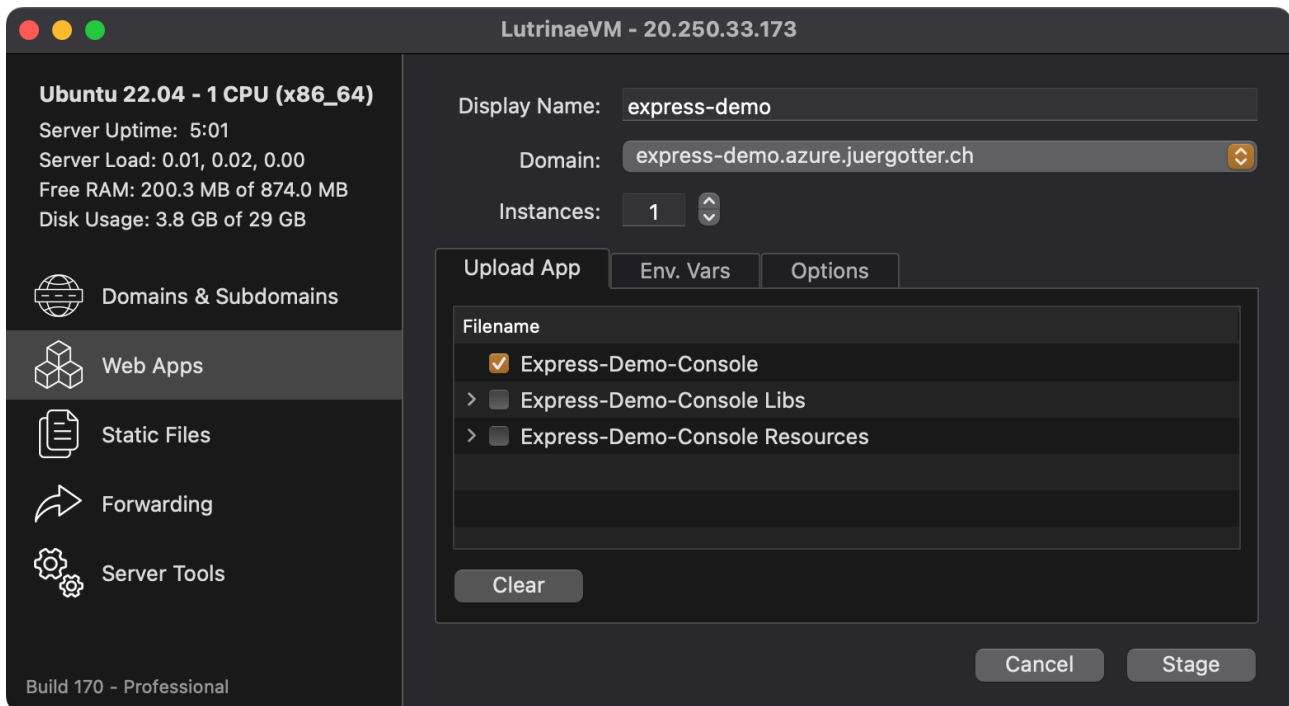 LutrinaeVM - 20.250.33.173
Ubuntu 22.04 - 1 CPU (x86_64)
Server Uptime: 5:01
Server Load: 0.01, 0.02, 0.00
Free RAM: 200.3 MB of 874.0 MB
Disk Usage: 3.8 GB of 29 GB
Domains & Subdomains
Web Apps
Static Files
Forwarding
Server Tools
Build 170 - Professional
Display Name: express-demo
Domain: express-demo.azure.juergotter.ch
Instances: 1
Upload App Env. Vars Options
Filename
Express-Demo-Console
Express-Demo-Console Libs
Express-Demo-Console Resources
Clear
Cancel Stage